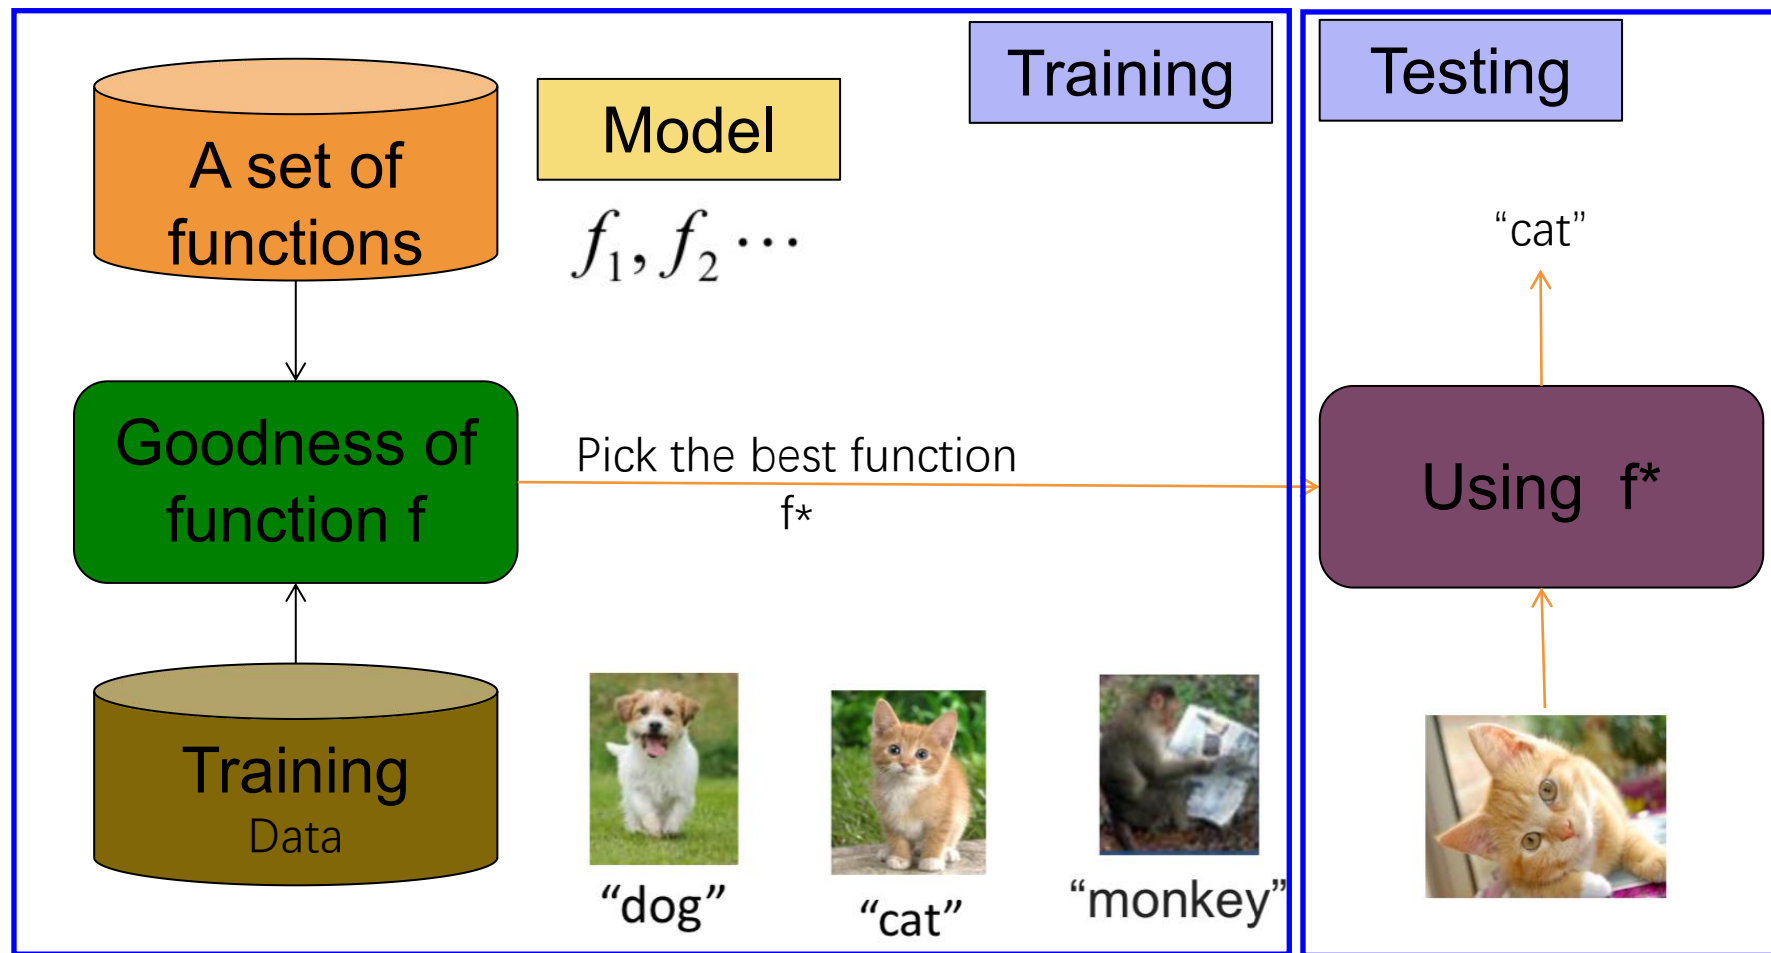 Training
Testing
A set of
functions
Model
f₁, f₂ ⋯
“cat”
Goodness of
function f
Pick the best function
f*
Using f*
Training
Data
“dog”
“cat”
“monkey”